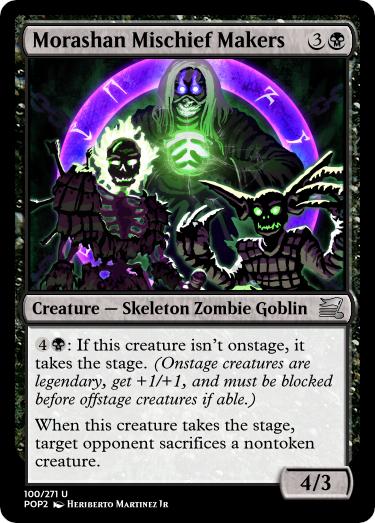 Morashan Mischief Makers 3
Creature — Skeleton Zombie Goblin
4 : If this creature isn't onstage, it
takes the stage. (Onstage creatures are
legendary, get +1/+1, and must be blocked
before offstage creatures if able.)
When this creature takes the stage,
target opponent sacrifices a nontoken
creature.
4/3
100/271 U
POP2 Heriberto Martinez Jr